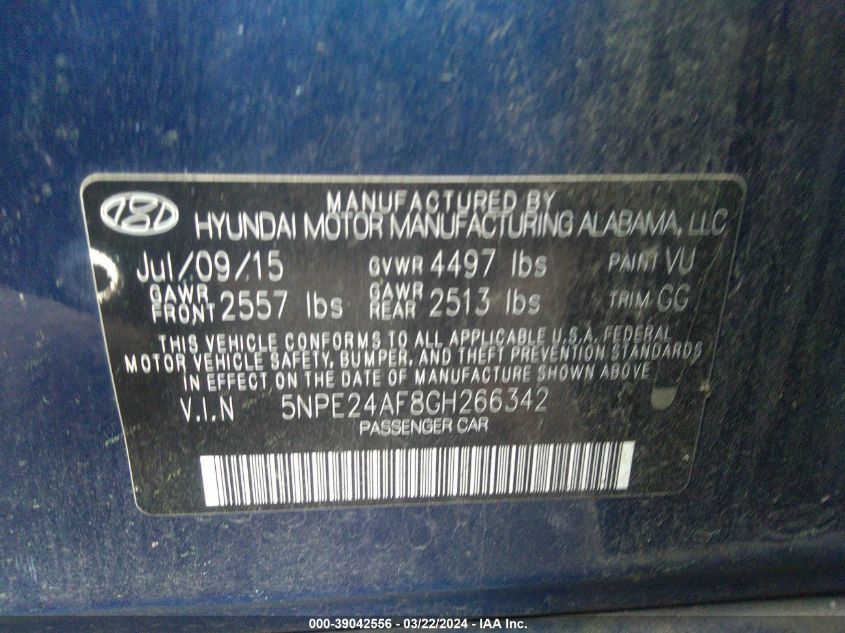 MANUFACTURED BY
HYUNDAI MOTOR MANUFACTURING ALABAMA, LLC
Jul/09/15 GVWR 4497 lbs PAINT VU
GAWR FRONT 2557 lbs GAWR REAR 2513 lbs TRIM GG
THIS VEHICLE CONFORMS TO ALL APPLICABLE U.S.A. FEDERAL
MOTOR VEHICLE SAFETY, BUMPER, AND THEFT PREVENTION STANDARDS
IN EFFECT ON THE DATE OF MANUFACTURE SHOWN ABOVE.
V.I.N 5NPE24AF8GH266342
PASSENGER CAR
000-39042556 - 03/22/2024 - IAA Inc.